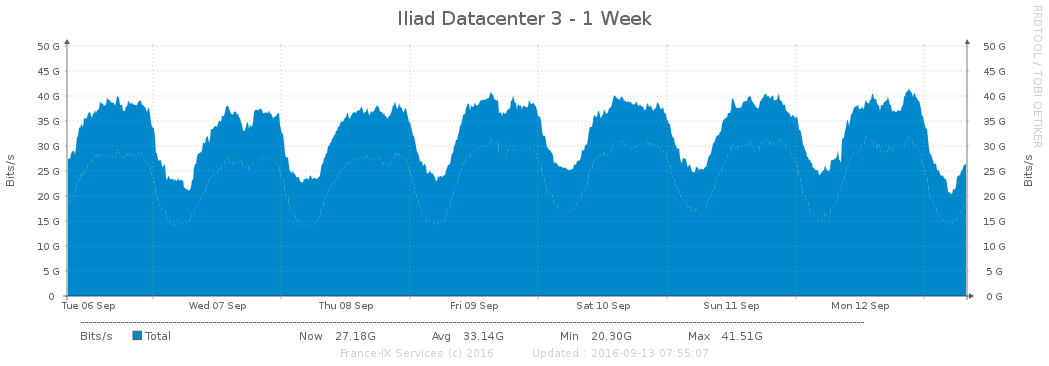 Iliad Datacenter 3 - 1 Week
RRDTOOL / TOBI OETIKER
Bits/s
50 G 50 G
45 G 45 G
40 G 40 G
35 G 35 G
30 G 30 G
25 G 25 G
20 G 20 G
15 G 15 G
10 G 10 G
5 G 5 G
0 0 G
Bits/s
Tue 06 Sep Wed 07 Sep Thu 08 Sep Fri 09 Sep Sat 10 Sep Sun 11 Sep Mon 12 Sep
Bits/s Total Now 27.18G Avg 33.14G Min 20.30G Max 41.51G
France-IX Services (c) 2016 Updated : 2016-09-13 07:55:07